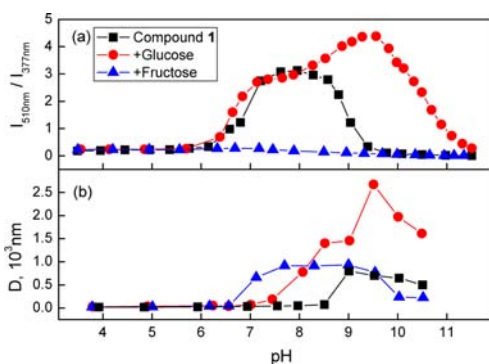 (a)
Compound 1
+Glucose
+Fructose
I510nm / I377nm
5
4
3
2
1
0
(b)
D, 10³nm
2.5
2.0
1.5
1.0
0.5
0.0
4 5 6 7 8 9 10 11
pH